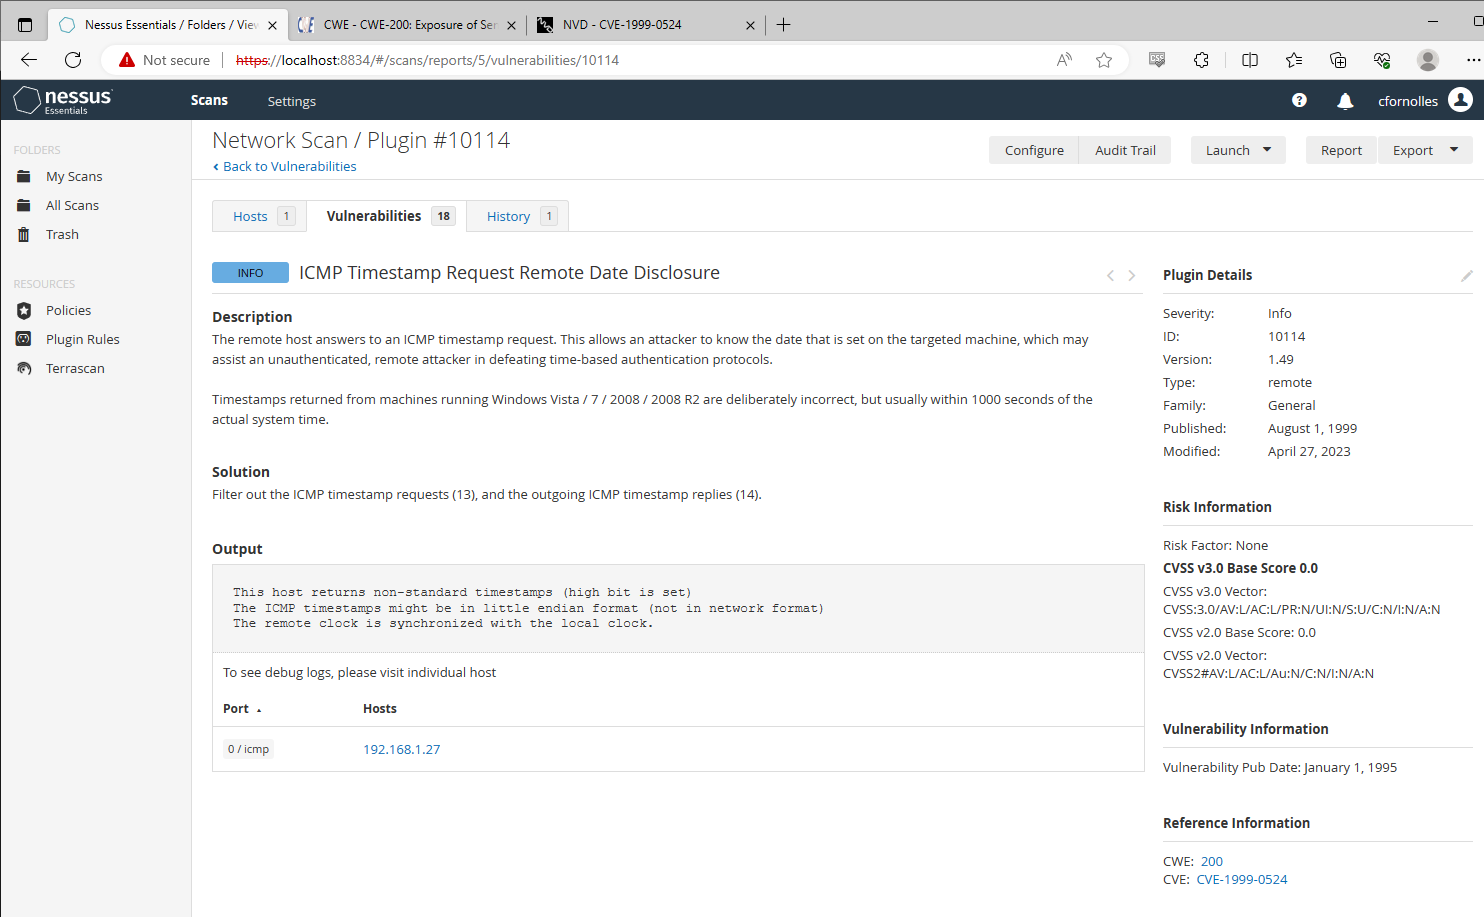 Nessus Essentials / Folders / View
CWE - CWE-200: Exposure of Sen
NVD - CVE-1999-0524
Not secure
https://localhost:8834/#/scans/reports/5/vulnerabilities/10114
nessus
Essentials
Scans
Settings
cfornolles
FOLDERS
My Scans
All Scans
Trash
RESOURCES
Policies
Plugin Rules
Terrascan
Network Scan / Plugin #10114
Back to Vulnerabilities
Configure
Audit Trail
Launch
Report
Export
Hosts 1
Vulnerabilities 18
History 1
INFO
ICMP Timestamp Request Remote Date Disclosure
Description
The remote host answers to an ICMP timestamp request. This allows an attacker to know the date that is set on the targeted machine, which may
assist an unauthenticated, remote attacker in defeating time-based authentication protocols.
Timestamps returned from machines running Windows Vista / 7 / 2008 / 2008 R2 are deliberately incorrect, but usually within 1000 seconds of the
actual system time.
Solution
Filter out the ICMP timestamp requests (13), and the outgoing ICMP timestamp replies (14).
Output
This host returns non-standard timestamps (high bit is set)
The ICMP timestamps might be in little endian format (not in network format)
The remote clock is synchronized with the local clock.
To see debug logs, please visit individual host
Port Hosts
0 / icmp 192.168.1.27
Plugin Details
Severity: Info
ID: 10114
Version: 1.49
Type: remote
Family: General
Published: August 1, 1999
Modified: April 27, 2023
Risk Information
Risk Factor: None
CVSS v3.0 Base Score 0.0
CVSS v3.0 Vector:
CVSS:3.0/AV:L/AC:L/PR:N/UI:N/S:U/C:N/I:N/A:N
CVSS v2.0 Base Score: 0.0
CVSS v2.0 Vector:
CVSS2#AV:L/AC:L/Au:N/C:N/I:N/A:N
Vulnerability Information
Vulnerability Pub Date: January 1, 1995
Reference Information
CWE: 200
CVE: CVE-1999-0524